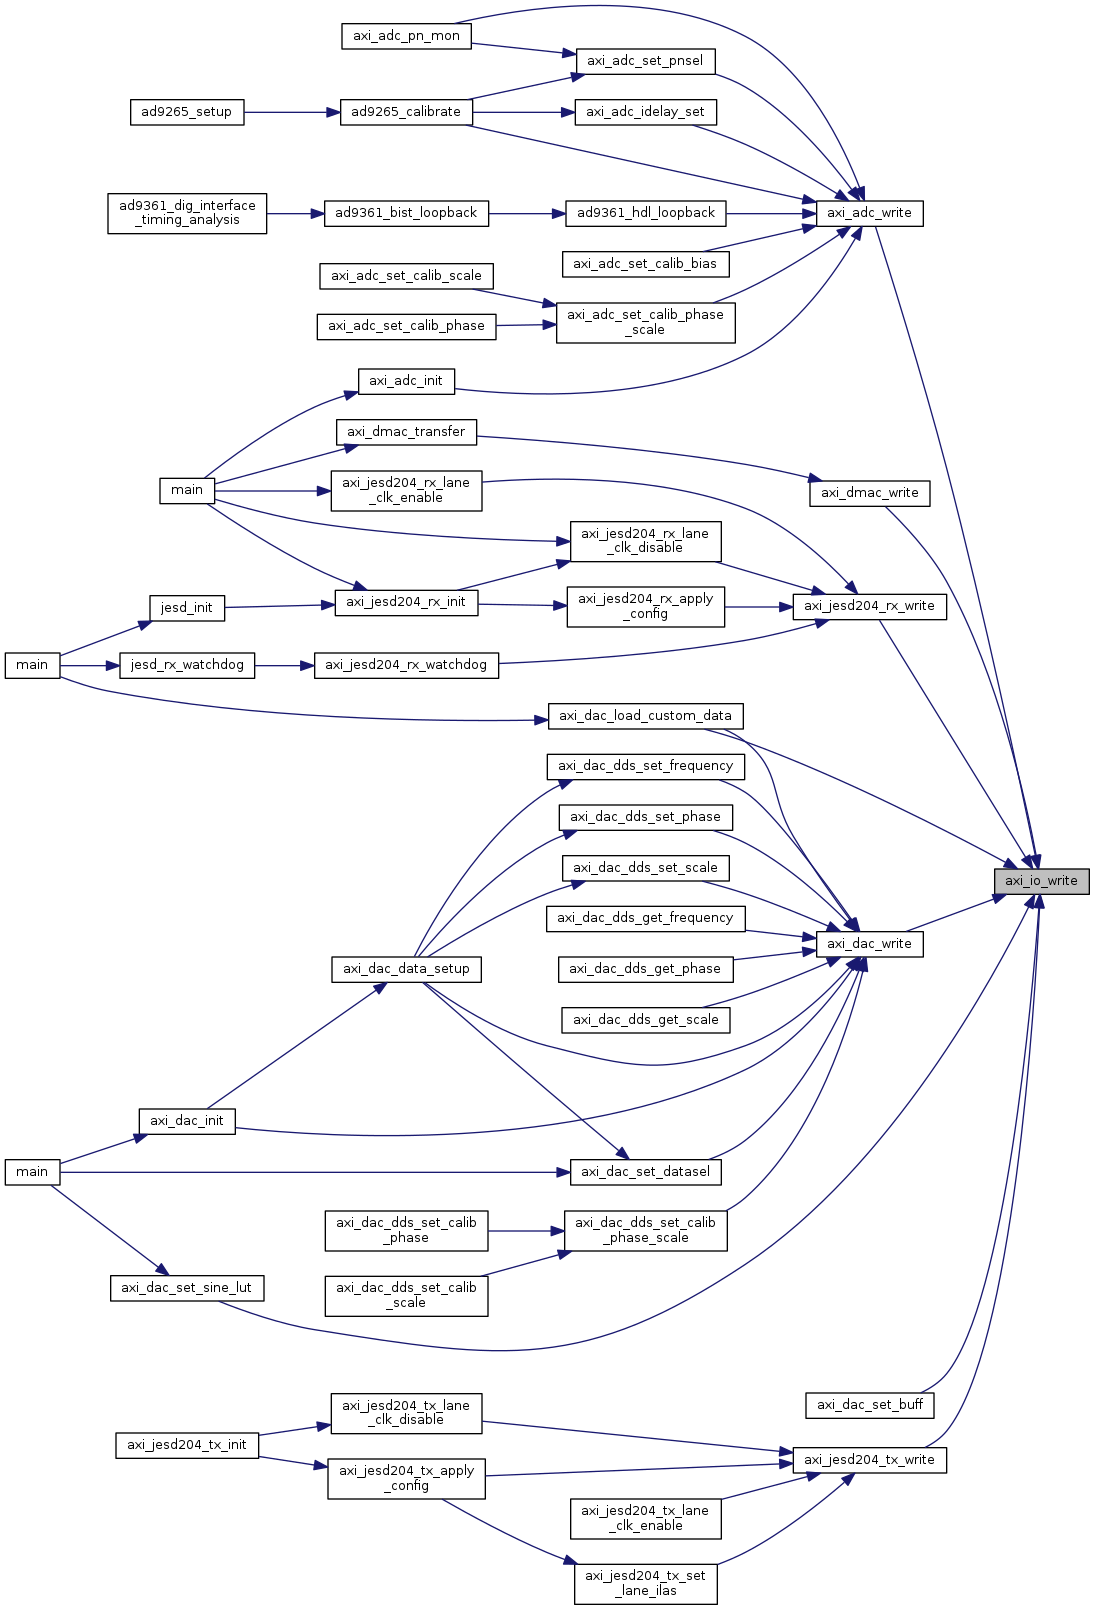 axi_adc_pn_mon
axi_adc_set_pnsel
ad9265_setup
ad9265_calibrate
axi_adc_idelay_set
ad9361_dig_interface
_timing_analysis
ad9361_bist_loopback
ad9361_hdl_loopback
axi_adc_write
axi_adc_set_calib_bias
axi_adc_set_calib_scale
axi_adc_set_calib_phase
_scale
axi_adc_set_calib_phase
axi_adc_init
axi_dmac_transfer
main
axi_jesd204_rx_lane
_clk_enable
axi_dmac_write
axi_jesd204_rx_lane
_clk_disable
jesd_init
axi_jesd204_rx_init
axi_jesd204_rx_apply
_config
axi_jesd204_rx_write
main
jesd_rx_watchdog
axi_jesd204_rx_watchdog
axi_dac_load_custom_data
axi_dac_dds_set_frequency
axi_dac_dds_set_phase
axi_dac_dds_set_scale
axi_io_write
axi_dac_dds_get_frequency
axi_dac_write
axi_dac_data_setup
axi_dac_dds_get_phase
axi_dac_dds_get_scale
axi_dac_init
main
axi_dac_set_datasel
axi_dac_dds_set_calib
_phase
axi_dac_dds_set_calib
_phase_scale
axi_dac_set_sine_lut
axi_dac_dds_set_calib
_scale
axi_dac_set_buff
axi_jesd204_tx_lane
_clk_disable
axi_jesd204_tx_init
axi_jesd204_tx_write
axi_jesd204_tx_apply
_config
axi_jesd204_tx_lane
_clk_enable
axi_jesd204_tx_set
_lane_ilas